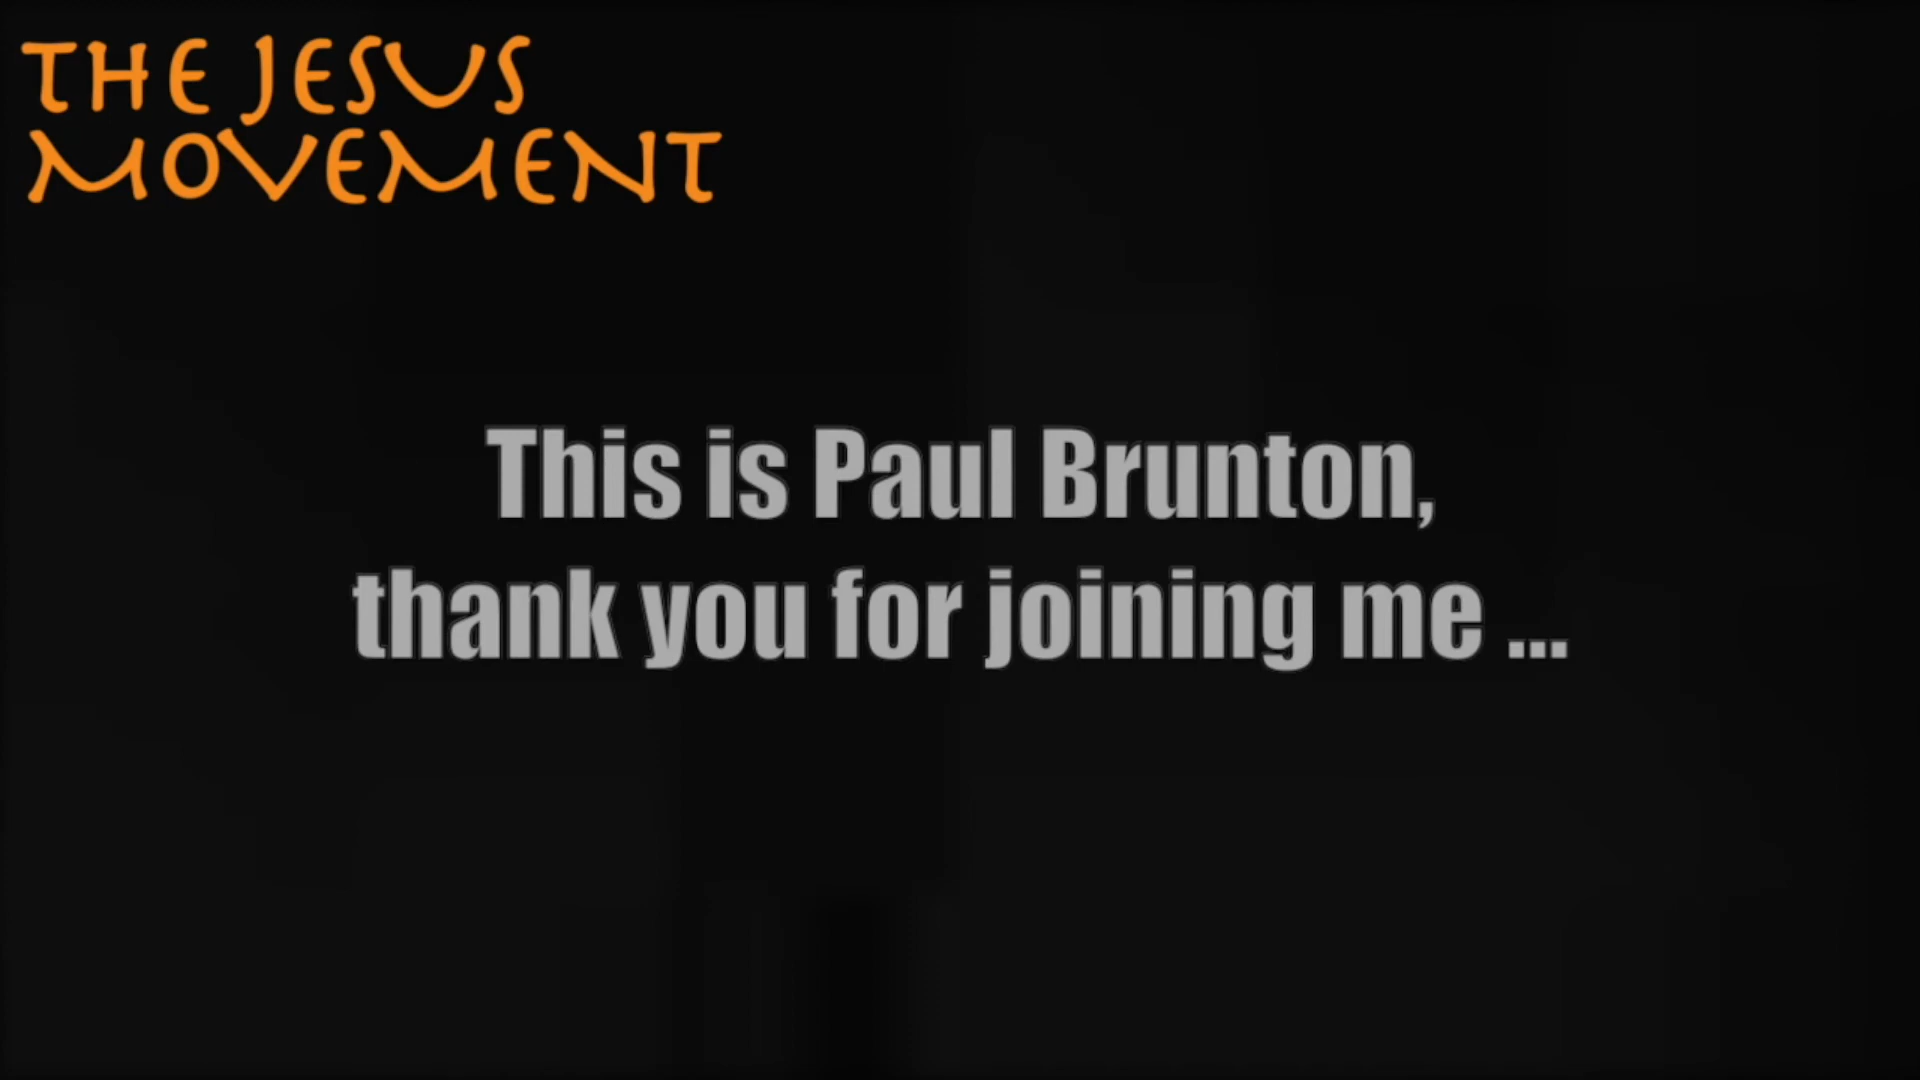 THE JESUS
MOVEMENT
This is Paul Brunton,
thank you for joining me ...